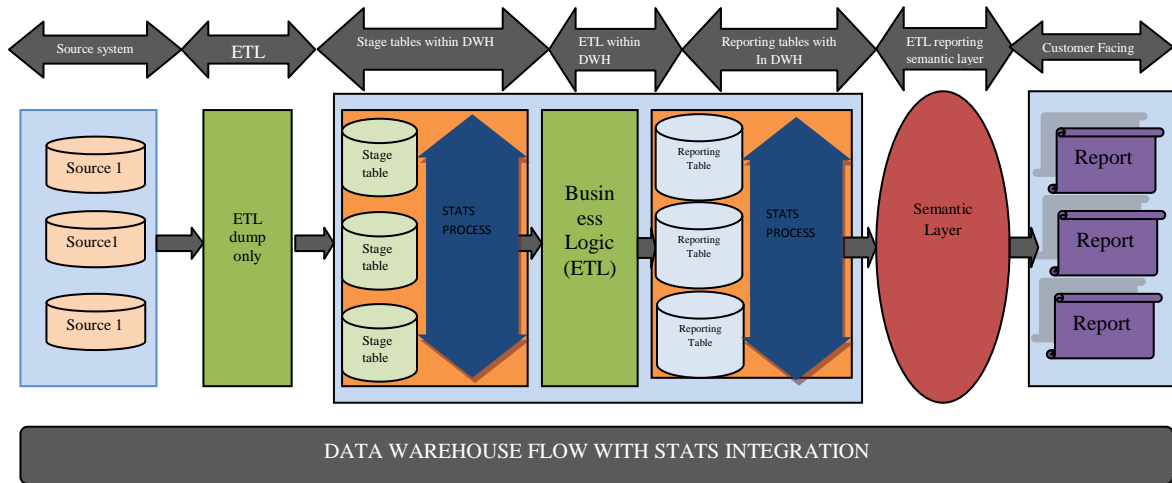 Source system
ETL
Stage tables within DWH
ETL within
DWH
Reporting tables with
In DWH
ETL reporting
semantic layer
Customer Facing
Source 1
Source1
Source 1
ETL
dump
only
Stage
table
Stage
table
Stage
table
STATS
PROCESS
Busin
ess
Logic
(ETL)
Reporting
Table
Reporting
Table
Reporting
Table
STATS
PROCESS
Semantic
Layer
Report
Report
Report
DATA WAREHOUSE FLOW WITH STATS INTEGRATION